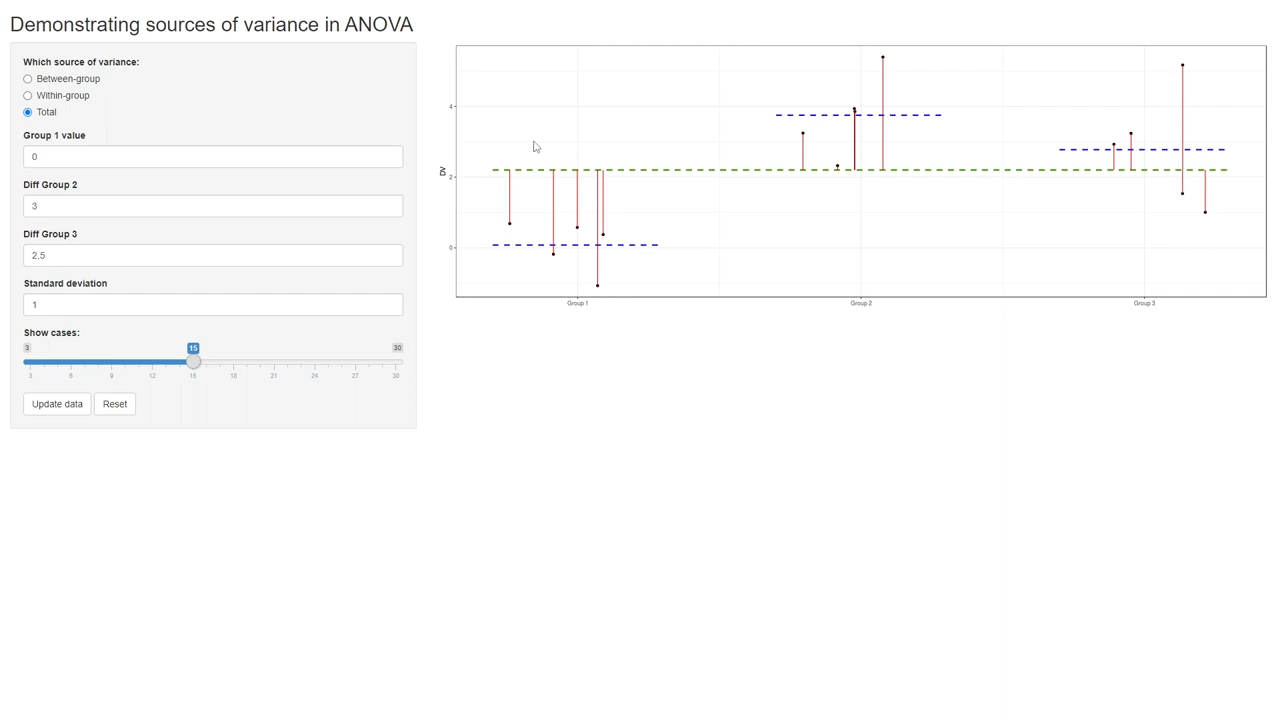 Demonstrating sources of variance in ANOVA
Which source of variance:
Between-group
Within-group
Total
Group 1 value
0
Diff Group 2
3
Diff Group 3
2,5
Standard deviation
1
Show cases:
3 15 30
3 6 9 12 15 18 21 24 27 30
Update data Reset
DV
4
2
0
Group 1 Group 2 Group 3